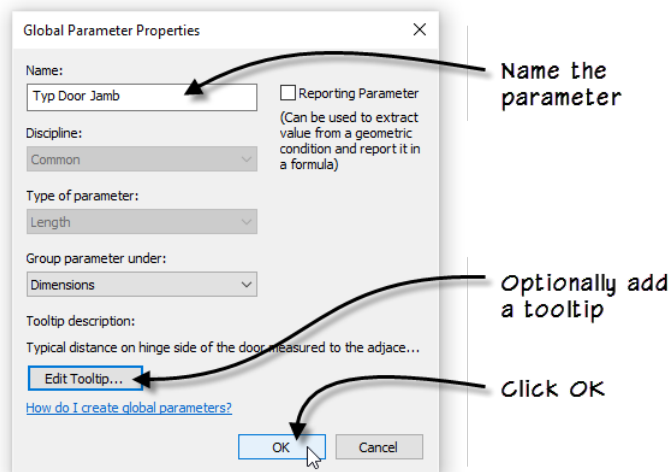 Global Parameter Properties
Name:
Typ Door Jamb
Reporting Parameter
(Can be used to extract
value from a geometric
condition and report it in
a formula)
Discipline:
Common
Type of parameter:
Length
Group parameter under:
Dimensions
Tooltip description:
Typical distance on hinge side of the door measured to the adjace...
Edit Tooltip...
How do I create global parameters?
OK
Cancel
Name the
parameter
Optionally add
a tooltip
Click OK